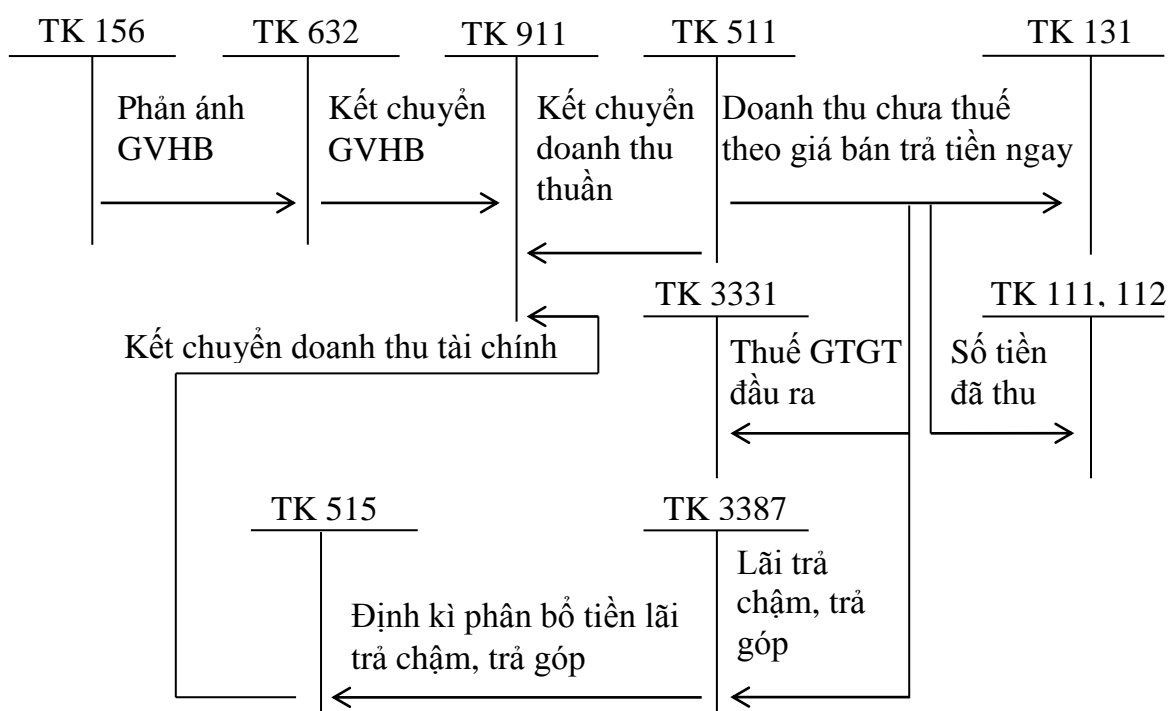 TK 156
TK 632
TK 911
TK 511
TK 131
Phản ánh
GVHB
Kết chuyển
GVHB
Kết chuyển
doanh thu
thuần
Doanh thu chưa thuế
theo giá bán trả tiền ngay
TK 3331
TK 111, 112
Kết chuyển doanh thu tài chính
Thuế GTGT
đầu ra
Số tiền
đã thu
TK 515
TK 3387
Lãi trả
chậm, trả
góp
Định kì phân bổ tiền lãi
trả chậm, trả góp